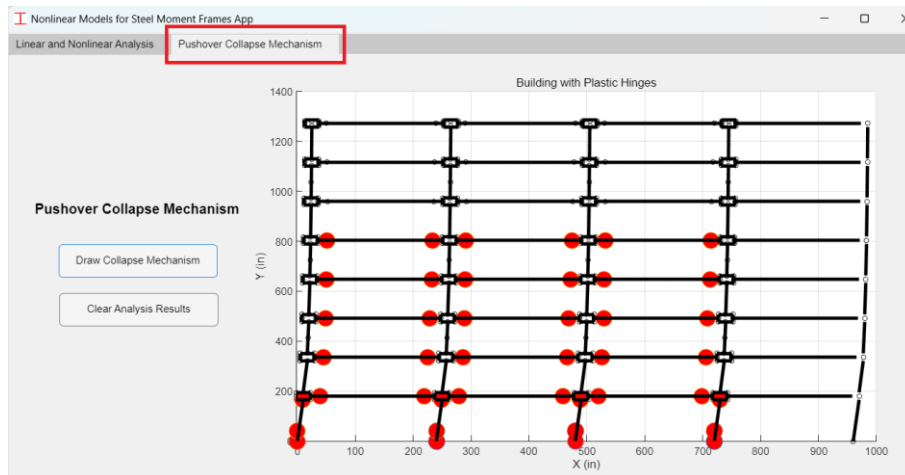 Nonlinear Models for Steel Moment Frames App
Linear and Nonlinear Analysis
Pushover Collapse Mechanism
Building with Plastic Hinges
1400
1200
1000
Pushover Collapse Mechanism
800
Draw Collapse Mechanism
Y (in)
600
Clear Analysis Results
400
200
0
0 100 200 300 400 500 600 700 800 900 1000
X (in)